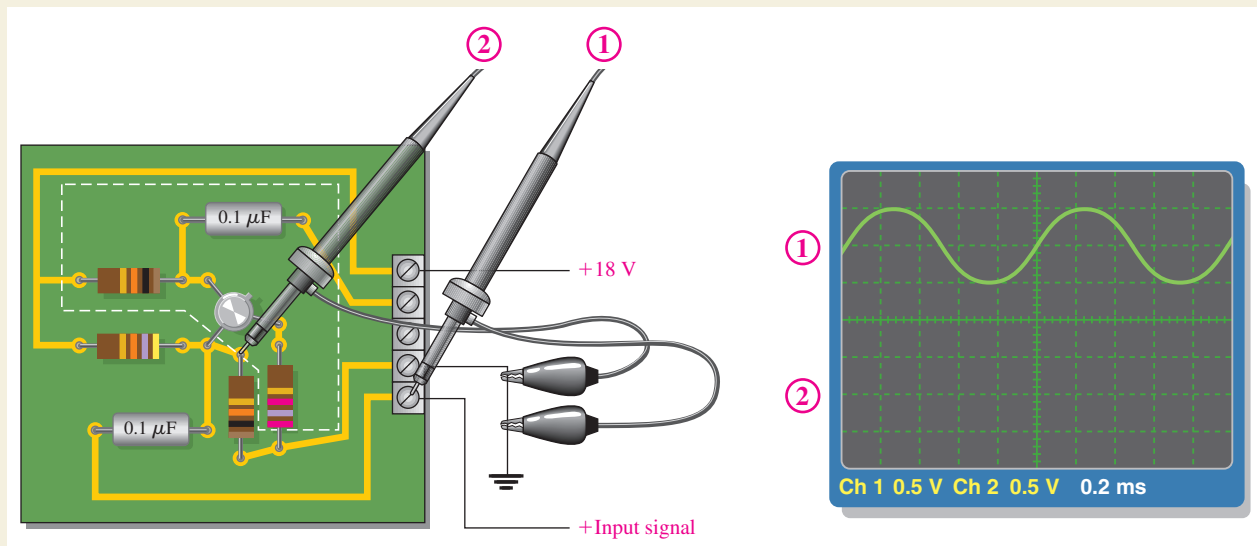 ② ①
0.1 μF
+18 V
0.1 μF
+Input signal
①
②
Ch 1 0.5 V Ch 2 0.5 V 0.2 ms